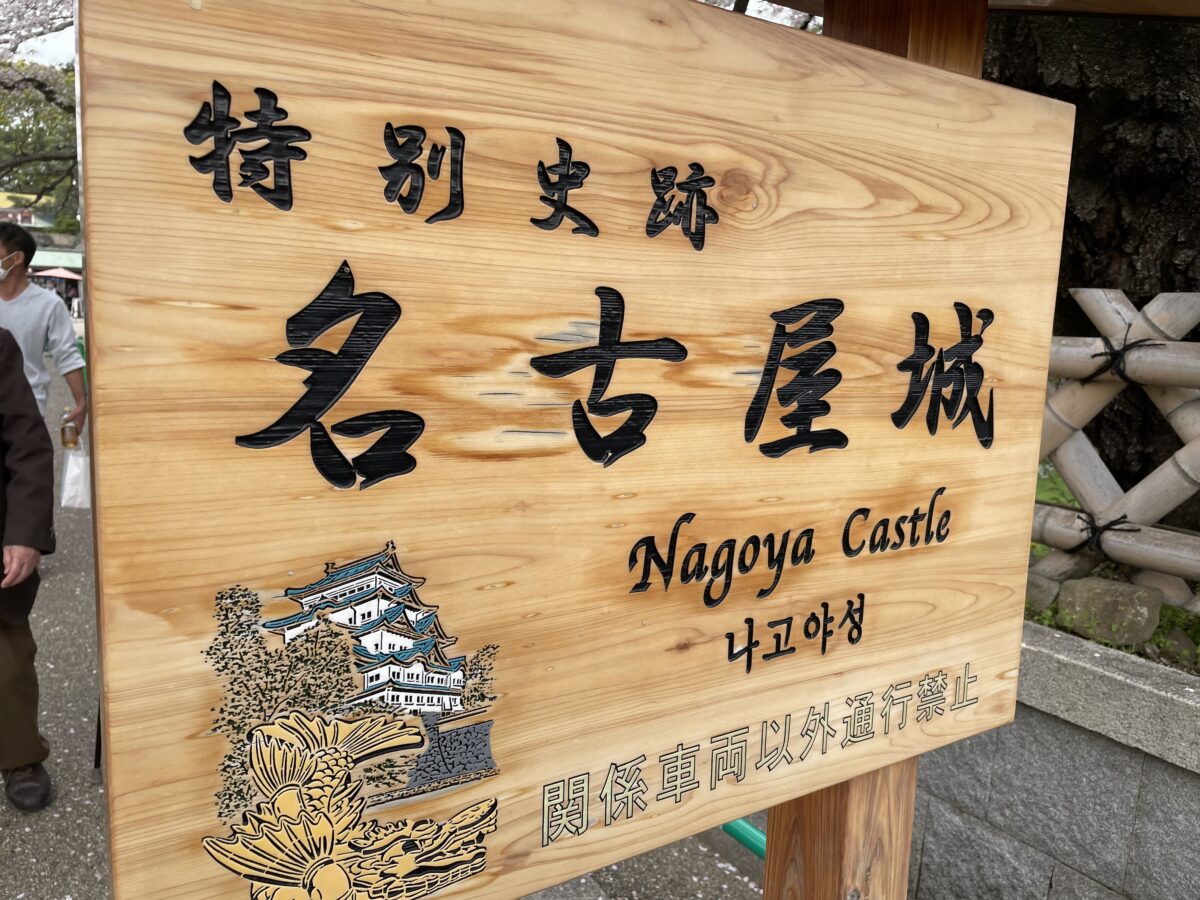 特別史跡
名古屋城
Nagoya Castle
나고야성
関係車両以外通行禁止